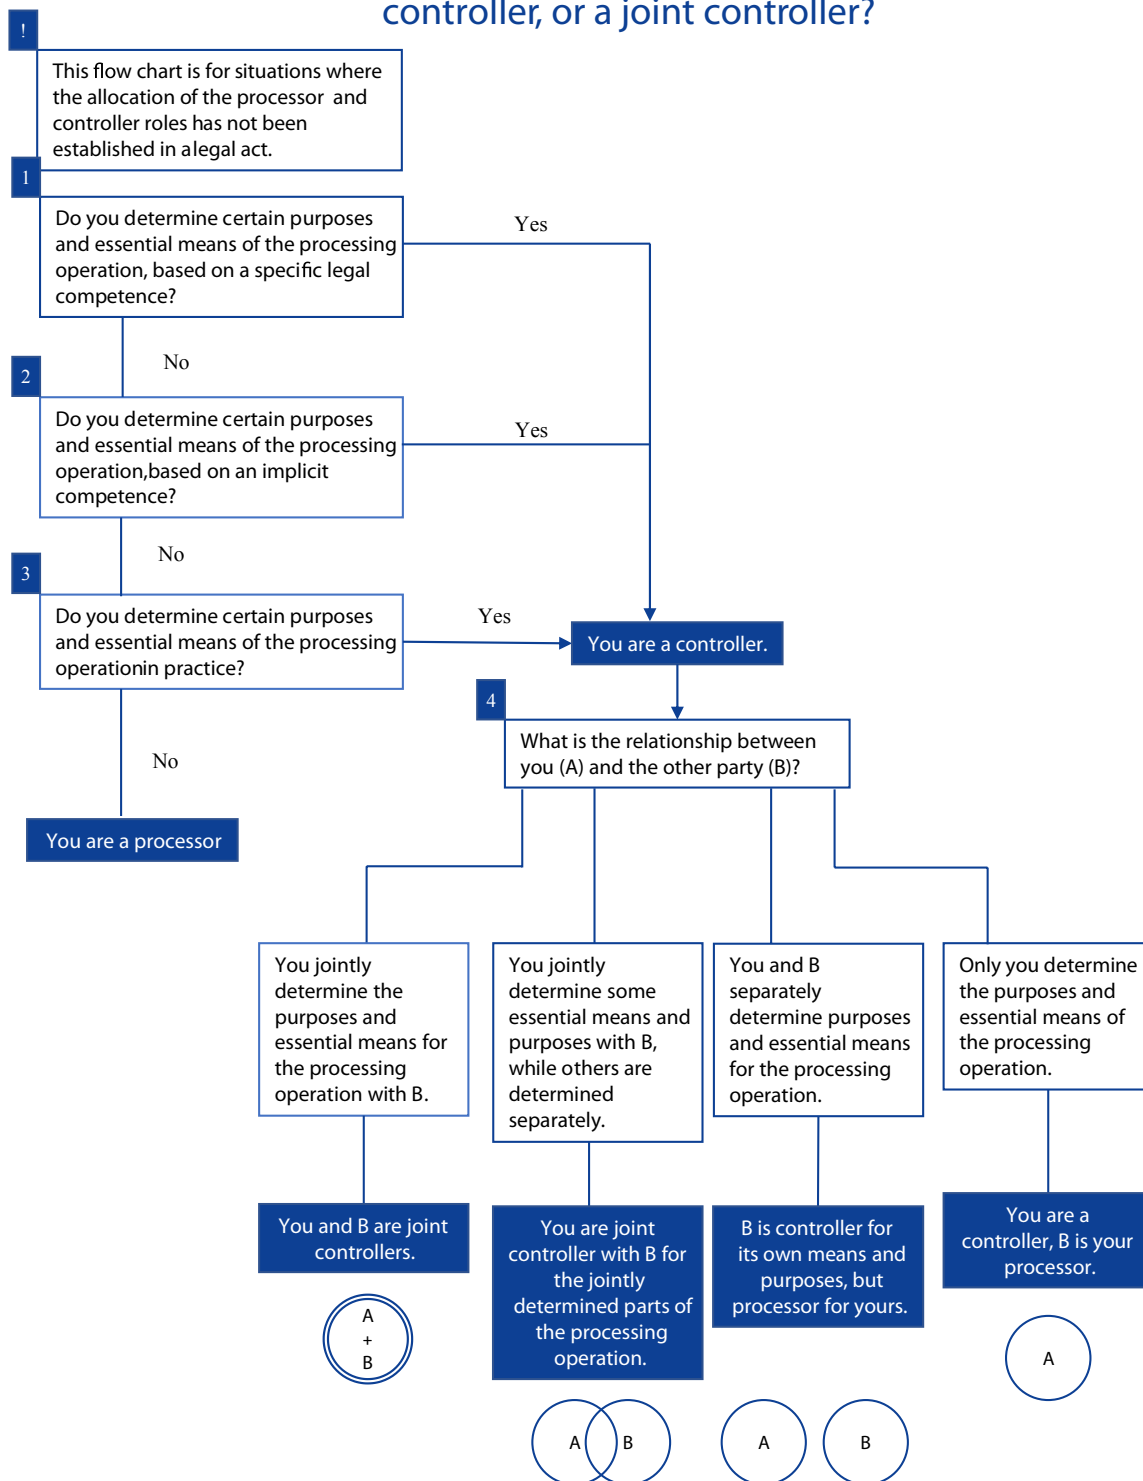 controller, or a joint controller?
!
This flow chart is for situations where
the allocation of the processor and
controller roles has not been
established in alegal act.
1
Do you determine certain purposes
and essential means of the processing
operation, based on a specific legal
competence?
Yes
No
2
Do you determine certain purposes
and essential means of the processing
operation,based on an implicit
competence?
Yes
No
3
Do you determine certain purposes
and essential means of the processing
operationin practice?
Yes
You are a controller.
No
You are a processor
4
What is the relationship between
you (A) and the other party (B)?
You jointly
determine the
purposes and
essential means for
the processing
operation with B.
You jointly
determine some
essential means and
purposes with B,
while others are
determined
separately.
You and B
separately
determine purposes
and essential means
for the processing
operation.
Only you determine
the purposes and
essential means of
the processing
operation.
You and B are joint
controllers.
You are joint
controller with B for
the jointly
determined parts of
the processing
operation.
B is controller for
its own means and
purposes, but
processor for yours.
You are a
controller, B is your
processor.
A
+
B
A
B
A
B
A